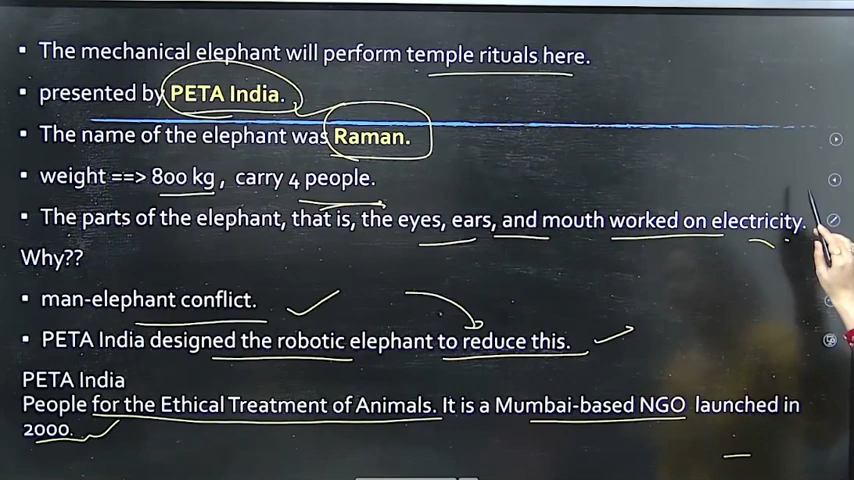 ▪ The mechanical elephant will perform temple rituals here.
▪ presented by PETA India.
▪ The name of the elephant was Raman.
▪ weight ==> 800 kg , carry 4 people.
▪ The parts of the elephant, that is, the eyes, ears, and mouth worked on electricity.
Why??
▪ man-elephant conflict.
▪ PETA India designed the robotic elephant to reduce this.
PETA India
People for the Ethical Treatment of Animals. It is a Mumbai-based NGO launched in
2000.